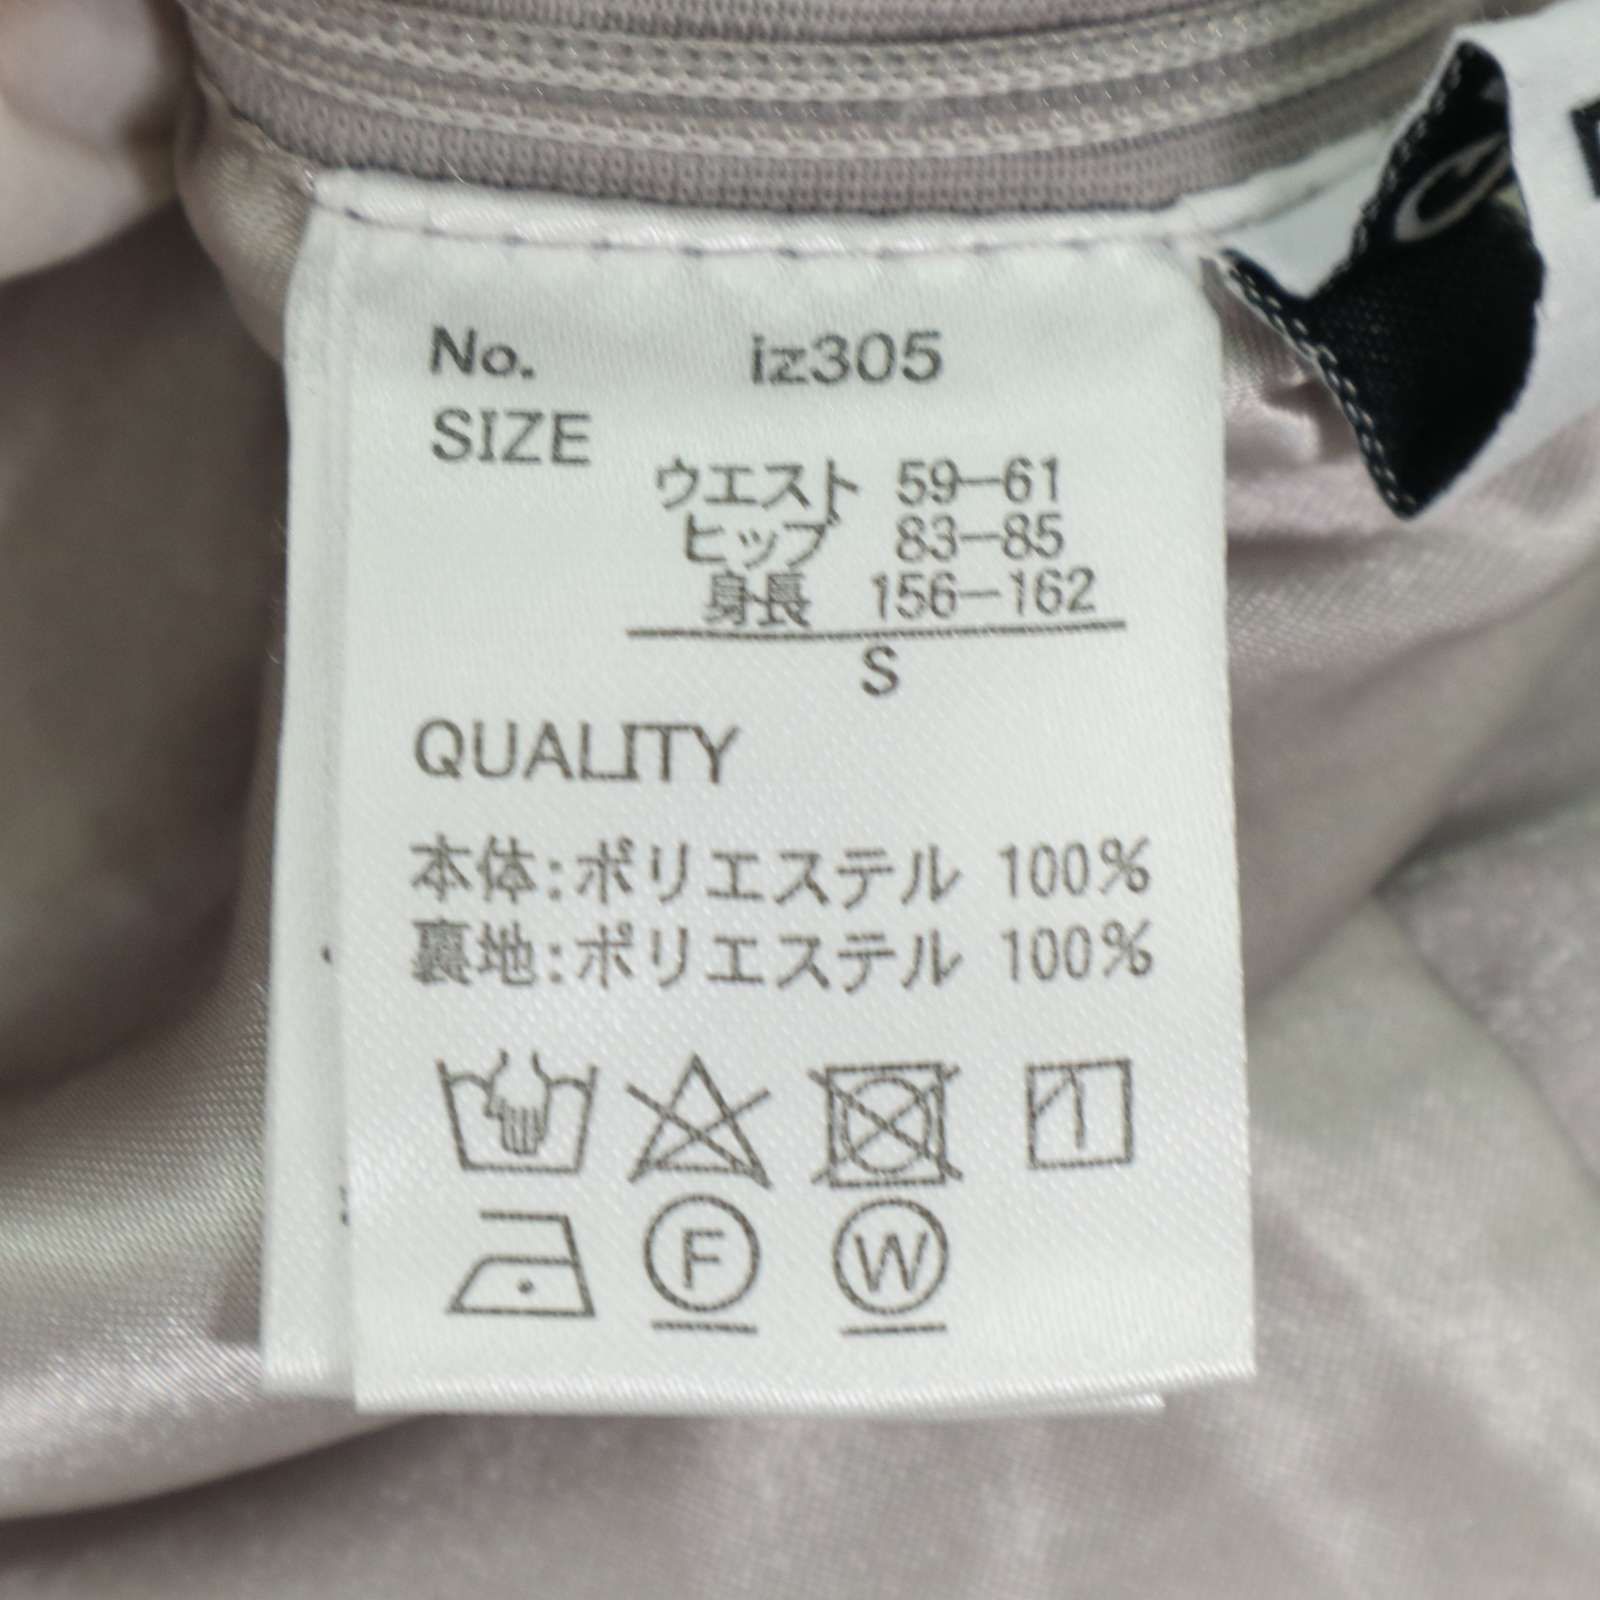 No. iz305
SIZE
ウエスト 59-61
ヒップ 83-85
身長 156-162
S
QUALITY
本体:ポリエステル 100%
裏地:ポリエステル 100%
F W